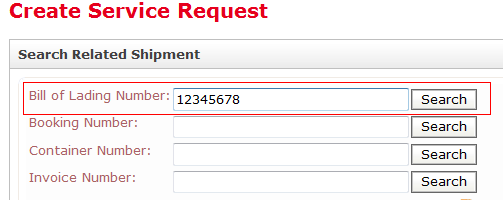 Create Service Request
Search Related Shipment
Bill of Lading Number: 12345678 Search
Booking Number: Search
Container Number: Search
Invoice Number: Search